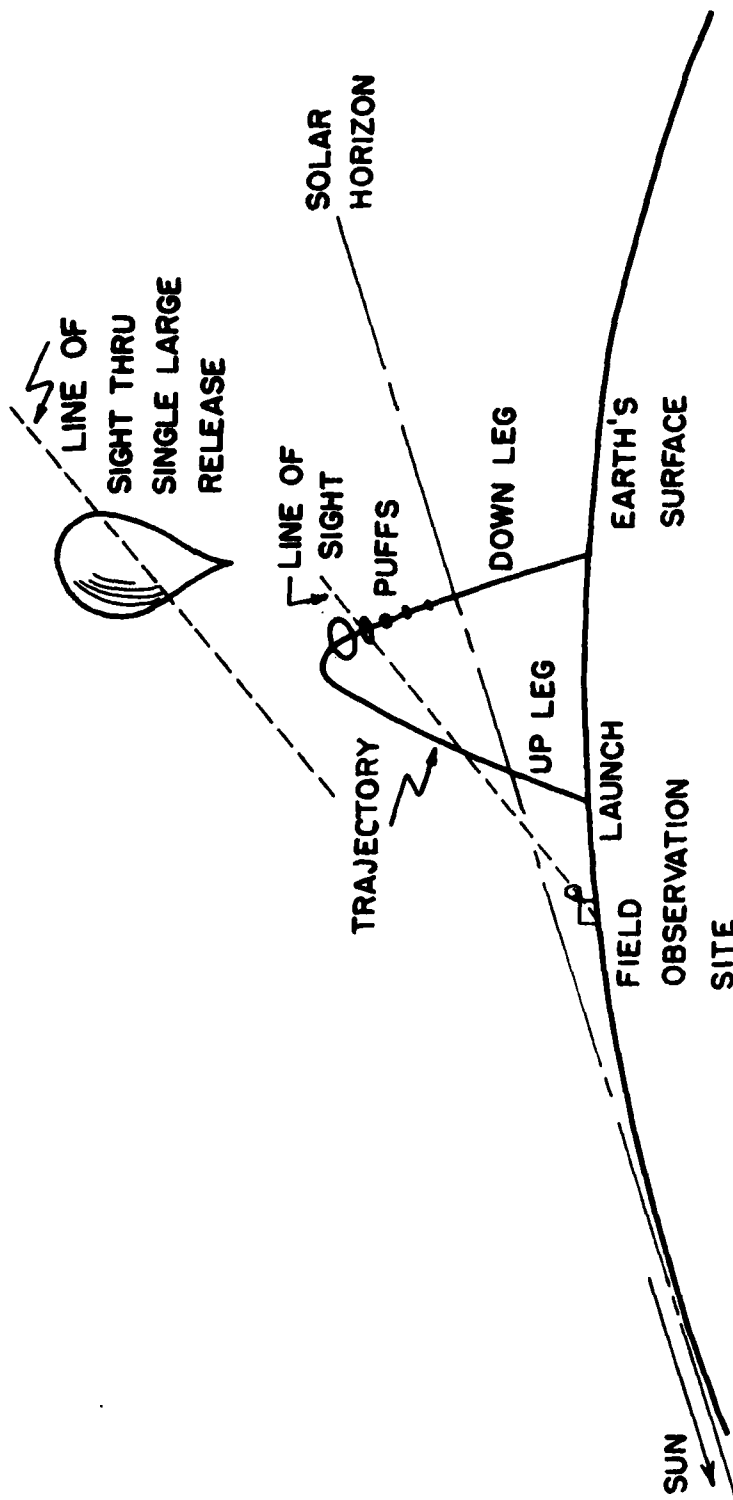 LINE OF
SIGHT THRU
SINGLE LARGE
RELEASE
LINE OF
SIGHT
PUFFS
SOLAR
HORIZON
TRAJECTORY
UP LEG
DOWN LEG
LAUNCH
EARTH'S
SURFACE
FIELD
OBSERVATION
SITE
SUN